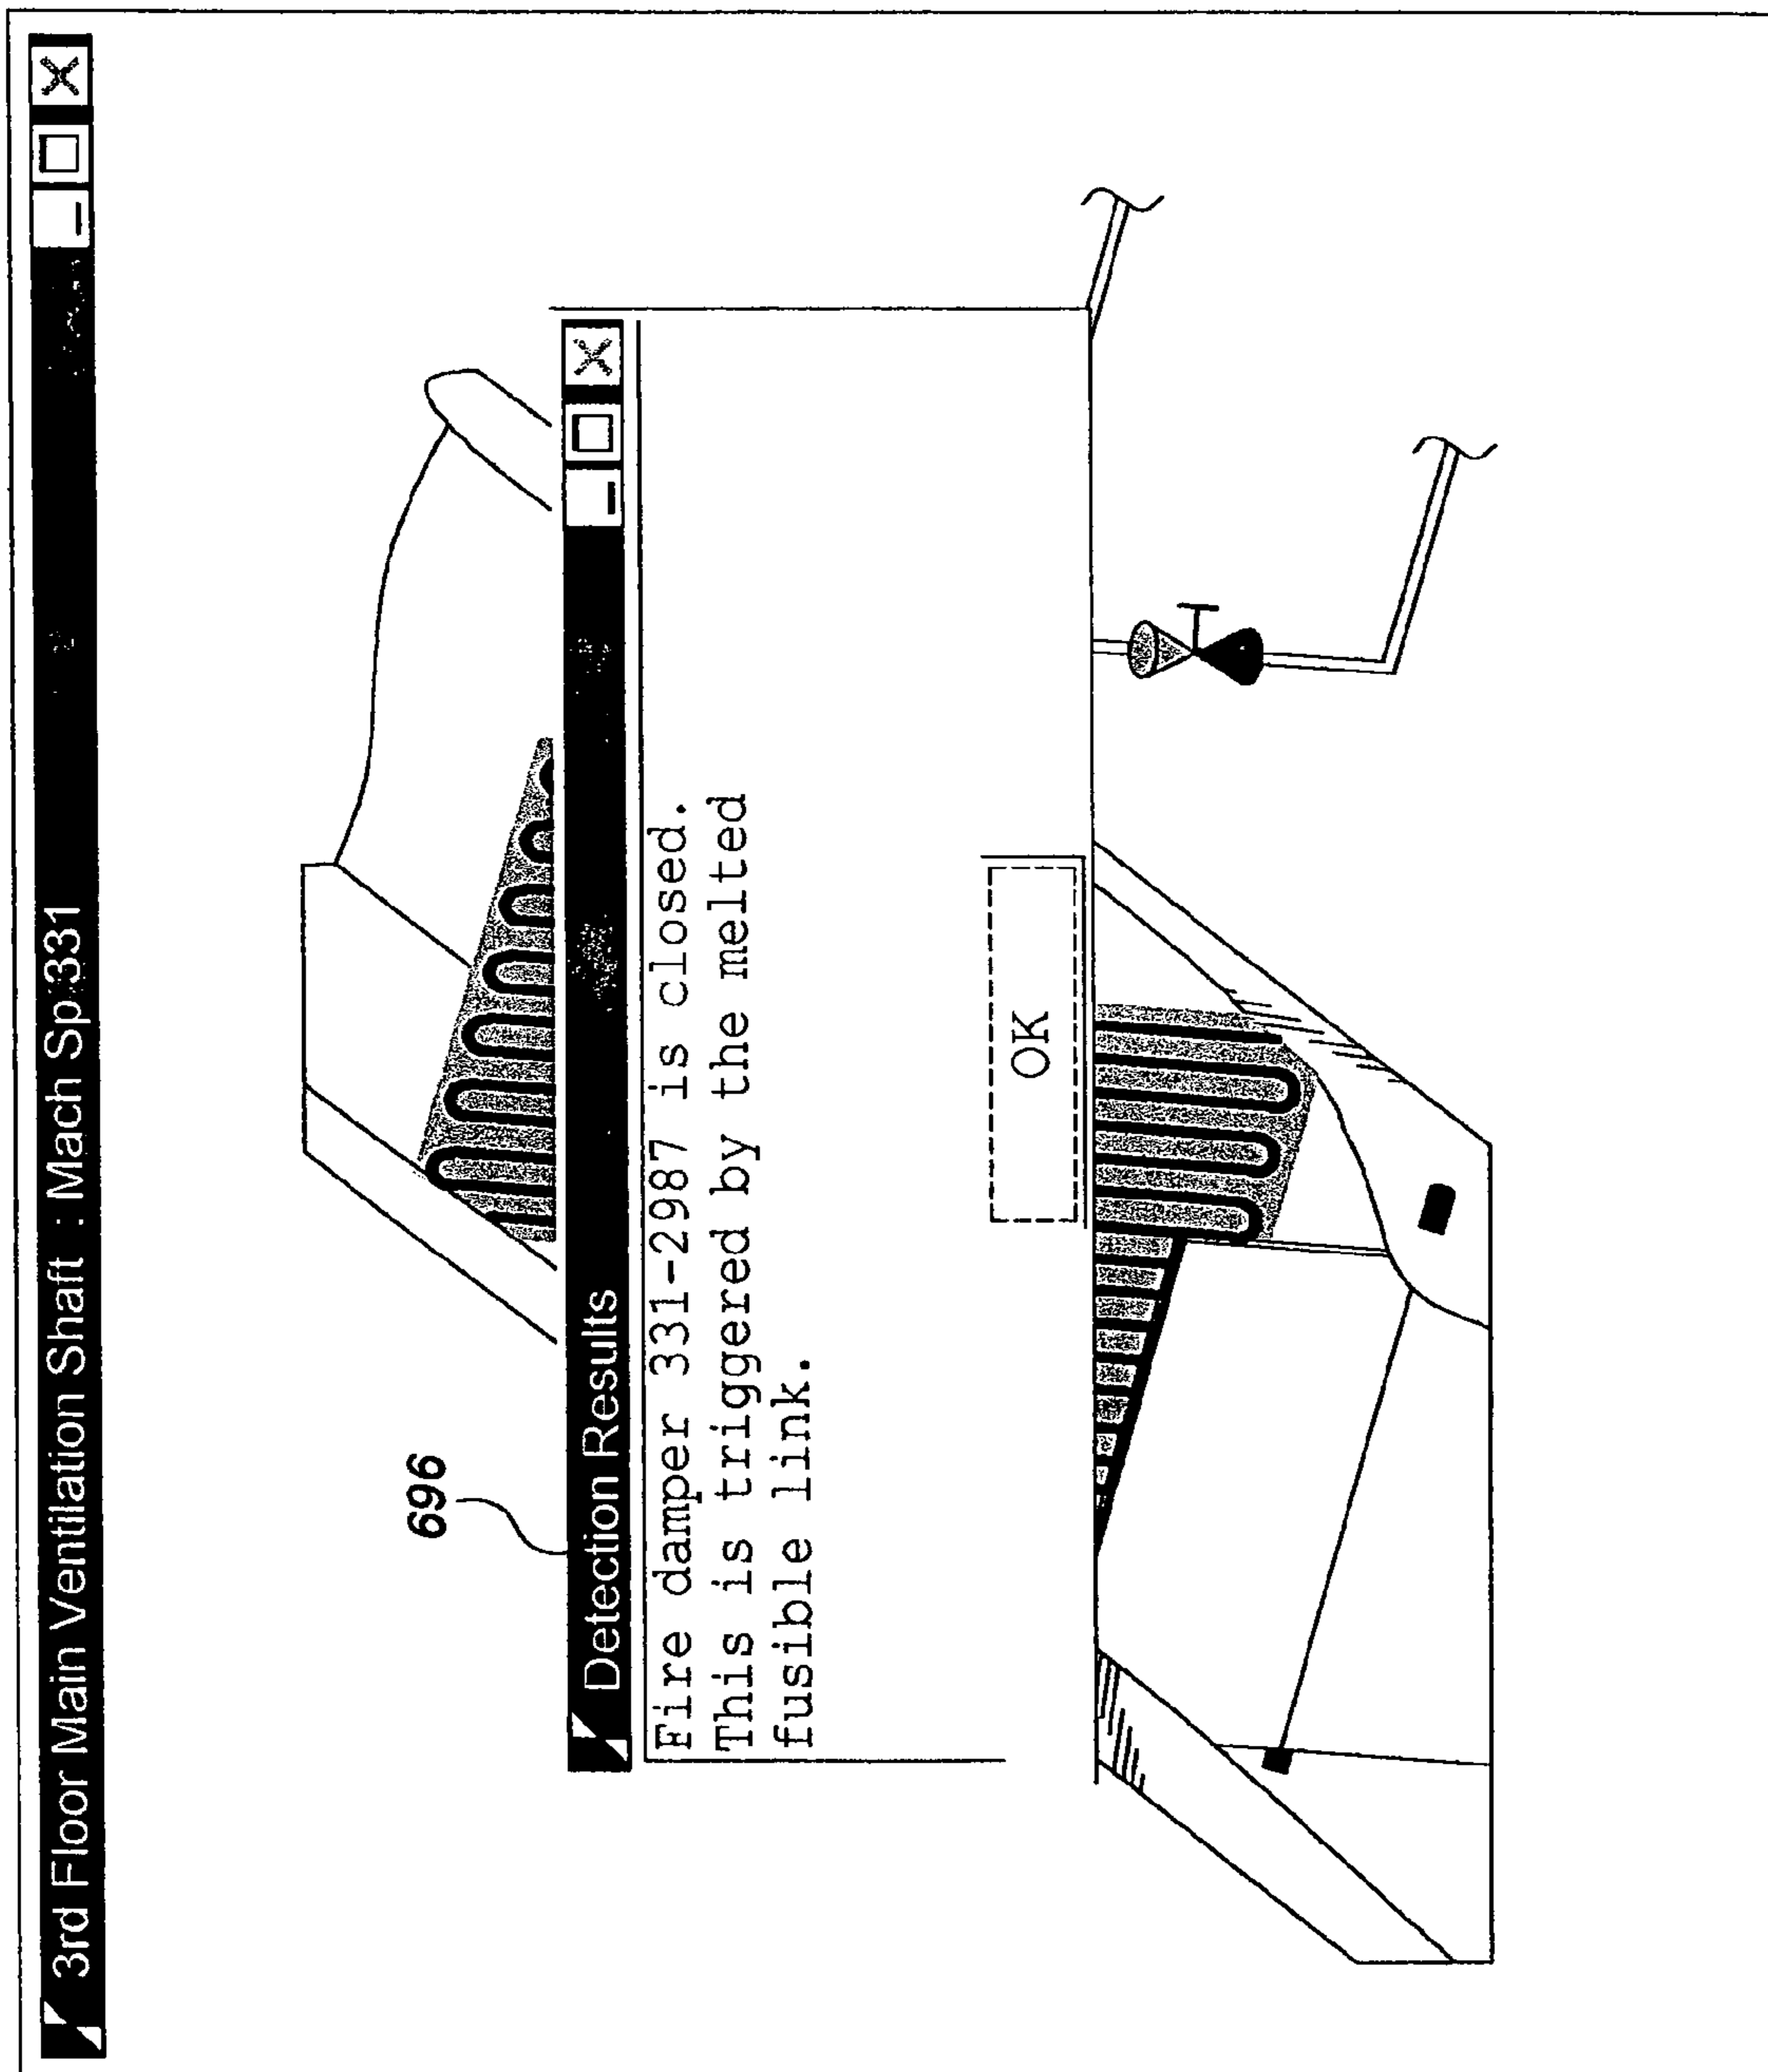 3rd Floor Main Ventilation Shaft : Mach Sp 331
696
Detection Results
Fire damper 331-2987 is closed.
This is triggered by the melted
fusible link.
OK